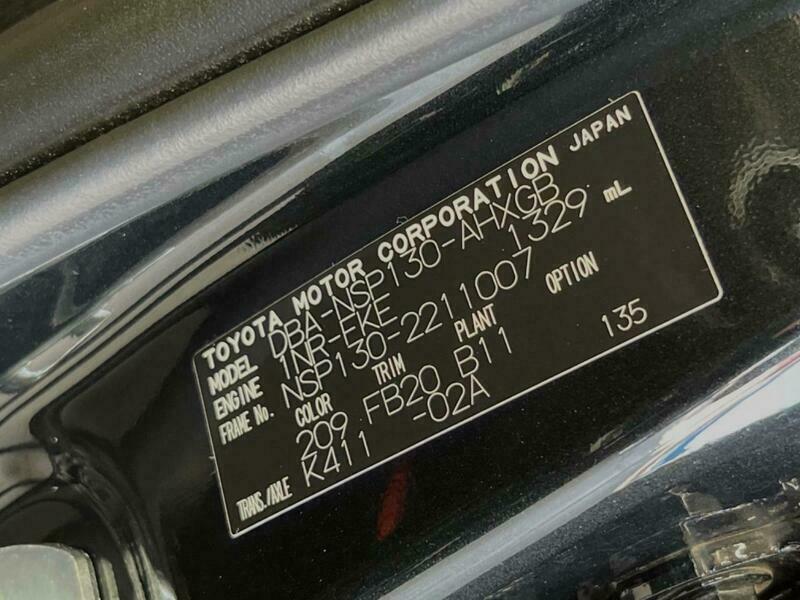 TOYOTA MOTOR CORPORATION JAPAN
MODEL DBA-NSP130-AHXGB
ENGINE 1NR-FKE 1329 mL
FRAME No. NSP130-2211007
COLOR TRIM PLANT OPTION
209 FB20 B11 135
TRANS./AXLE K411 -02A